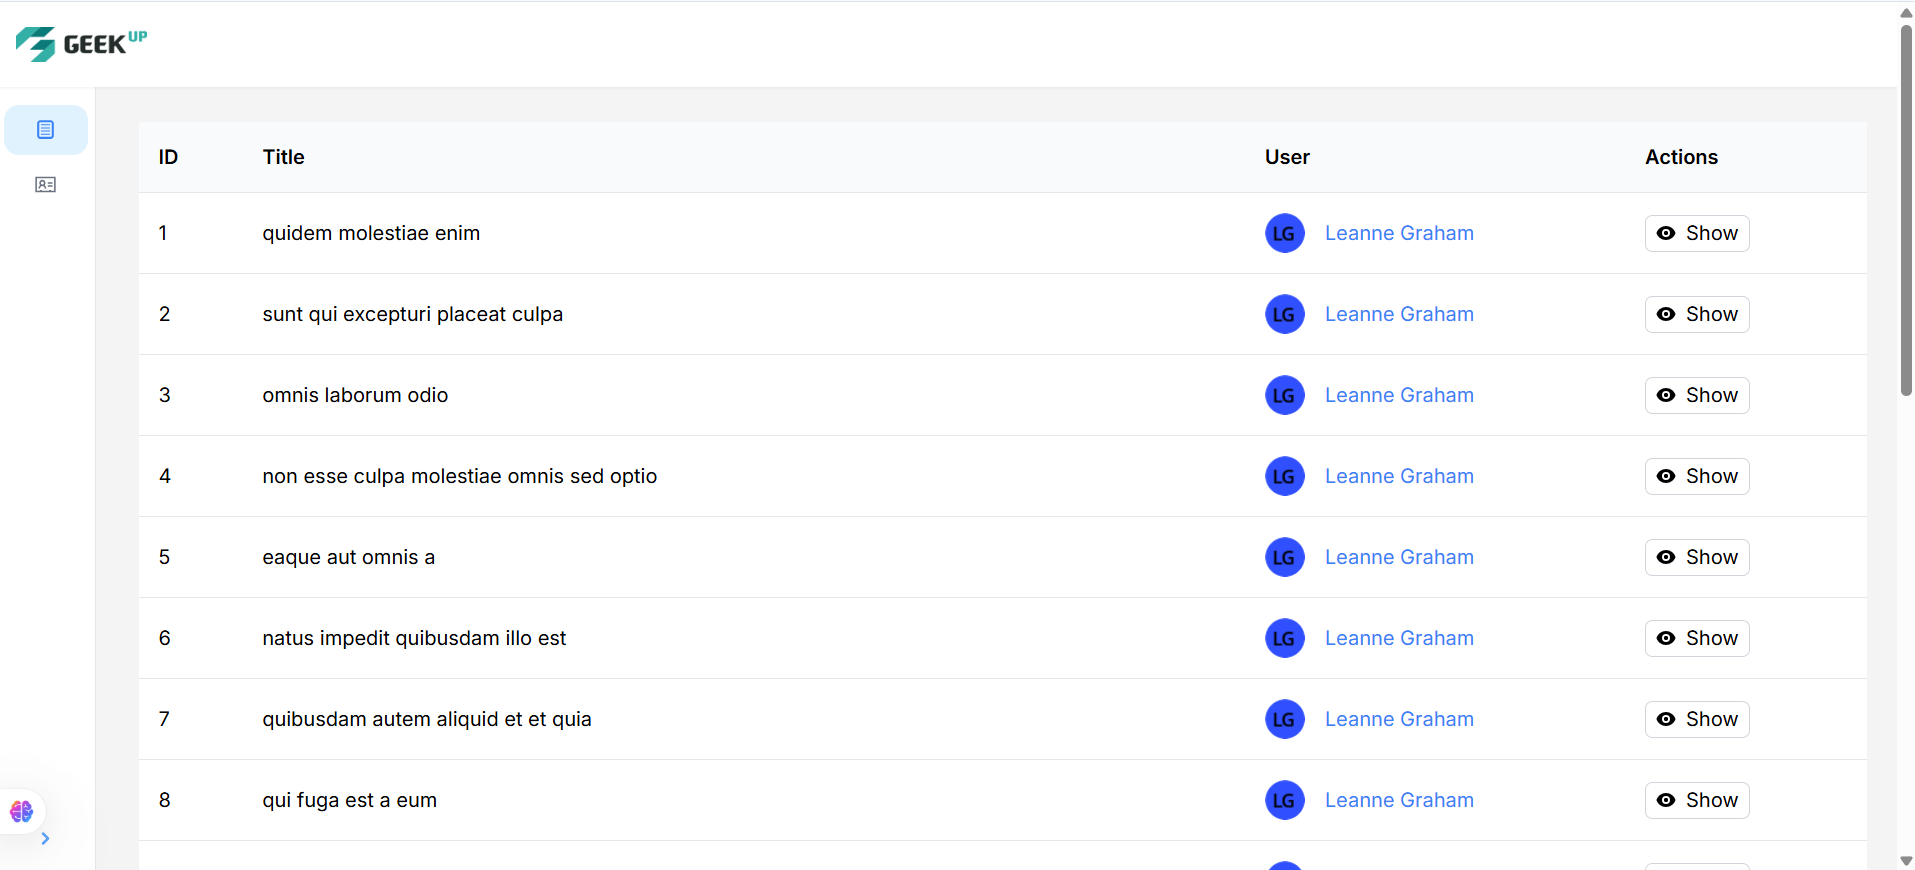 GEEK UP
ID Title User Actions
1 quidem molestiae enim LG Leanne Graham Show
2 sunt qui excepturi placeat culpa LG Leanne Graham Show
3 omnis laborum odio LG Leanne Graham Show
4 non esse culpa molestiae omnis sed optio LG Leanne Graham Show
5 eaque aut omnis a LG Leanne Graham Show
6 natus impedit quibusdam illo est LG Leanne Graham Show
7 quibusdam autem aliquid et et quia LG Leanne Graham Show
8 qui fuga est a eum LG Leanne Graham Show